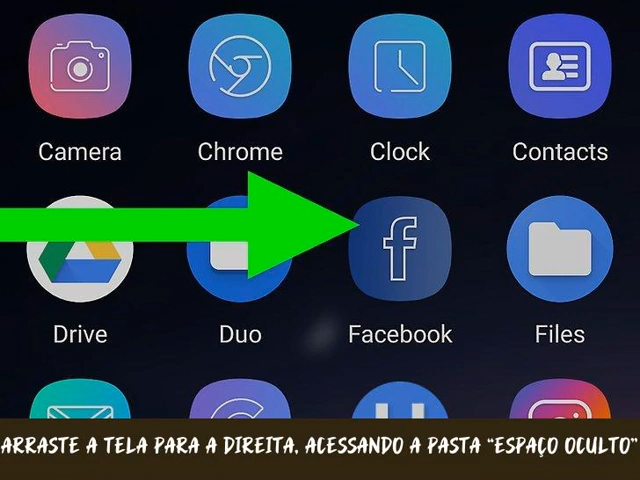 Camera Chrome Clock Contacts
Drive Duo Facebook Files
ARRASTE A TELA PARA A DIREITA, ACESSANDO A PASTA “ESPAÇO OCULTO”